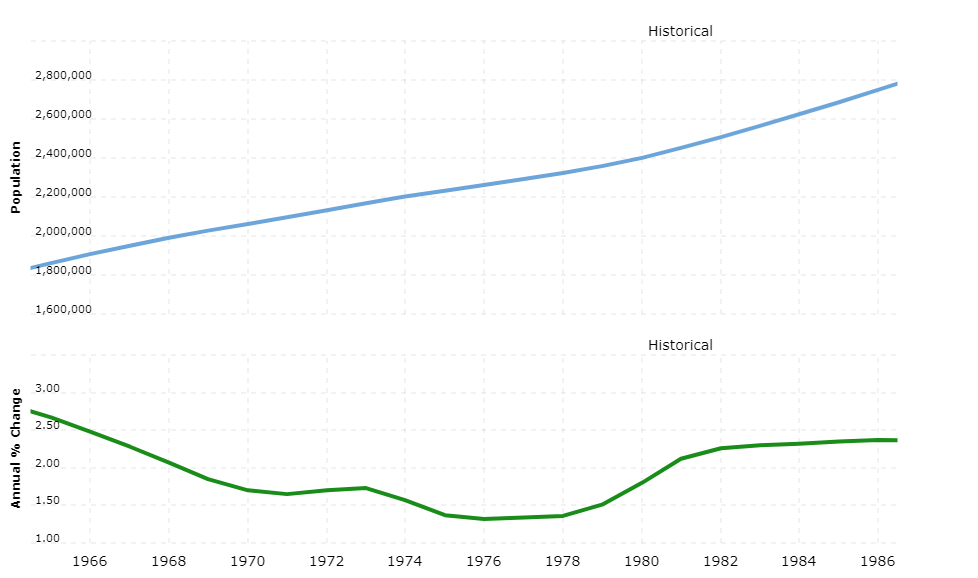 Historical
Population
2,800,000
2,600,000
2,400,000
2,200,000
2,000,000
1,800,000
1,600,000
Historical
Annual % Change
3.00
2.50
2.00
1.50
1.00
1966 1968 1970 1972 1974 1976 1978 1980 1982 1984 1986